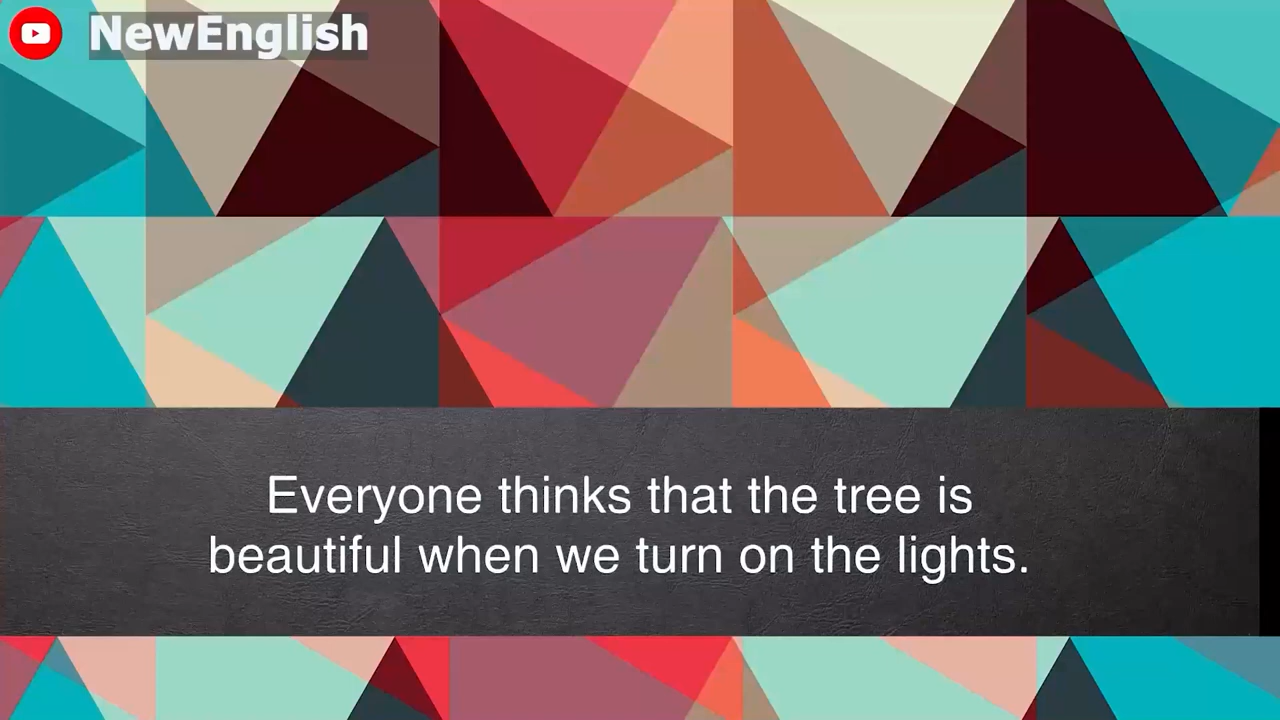 NewEnglish
Everyone thinks that the tree is
beautiful when we turn on the lights.